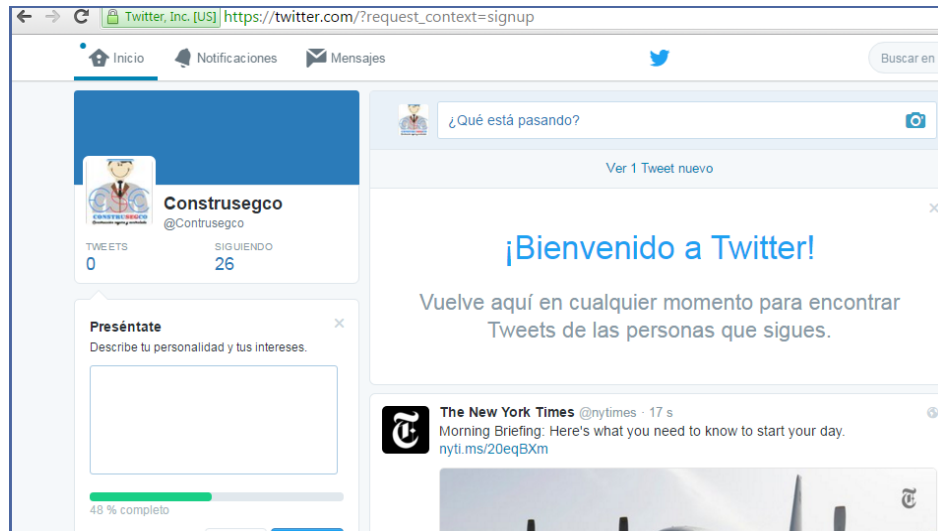 Twitter, Inc. [US] https://twitter.com/?request_context=signup
Inicio Notificaciones Mensajes Buscar en
¿Qué está pasando?
Ver 1 Tweet nuevo
CONSTRUSEGCO
Construsegco
@Contrusegco
TWEETS SIGUIENDO
0 26
¡Bienvenido a Twitter!
Vuelve aquí en cualquier momento para encontrar
Tweets de las personas que sigues.
Preséntate
Describe tu personalidad y tus intereses.
48 % completo
The New York Times @nytimes · 17 s
Morning Briefing: Here's what you need to know to start your day.
nyti.ms/20eqBXm